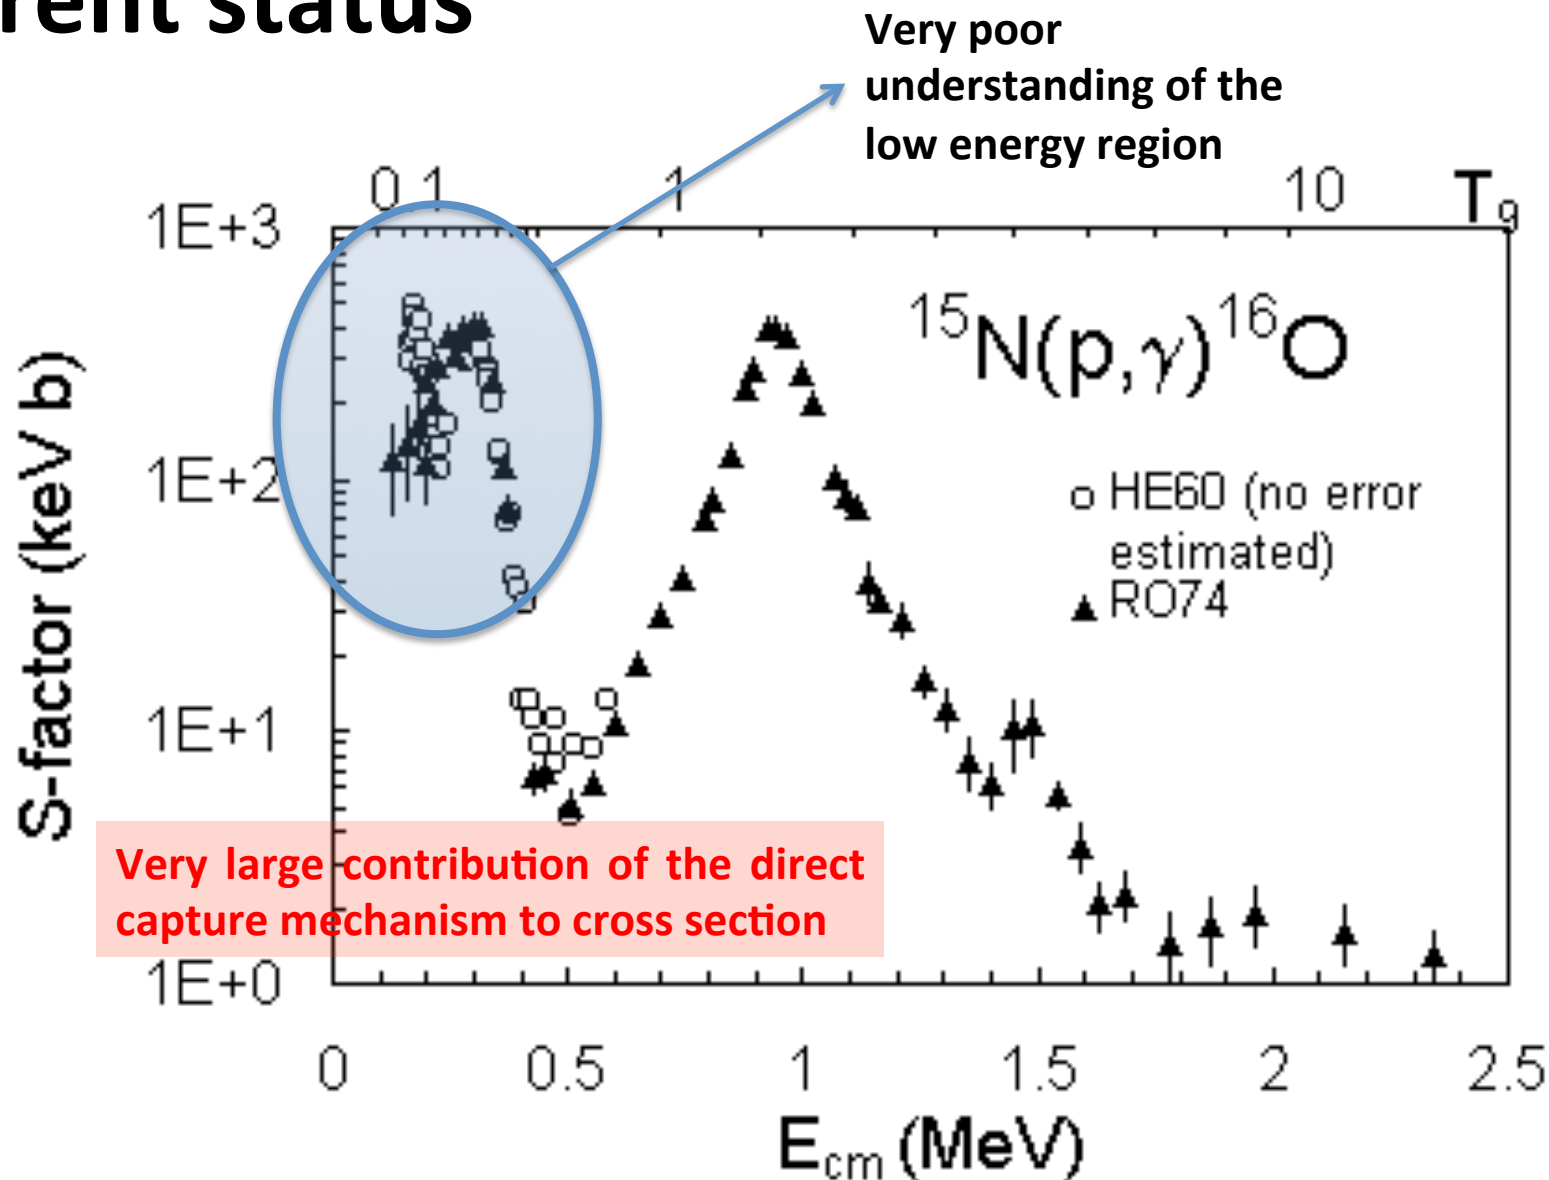 rent status
Very poor
understanding of the
low energy region
0.1 1 10 T9
1E+3
1E+2
1E+1
1E+0
S-factor (keV b)
15N(p,γ)16O
o HE60 (no error
estimated)
▲ RO74
Very large contribution of the direct
capture mechanism to cross section
0 0.5 1 1.5 2 2.5
Ecm (MeV)